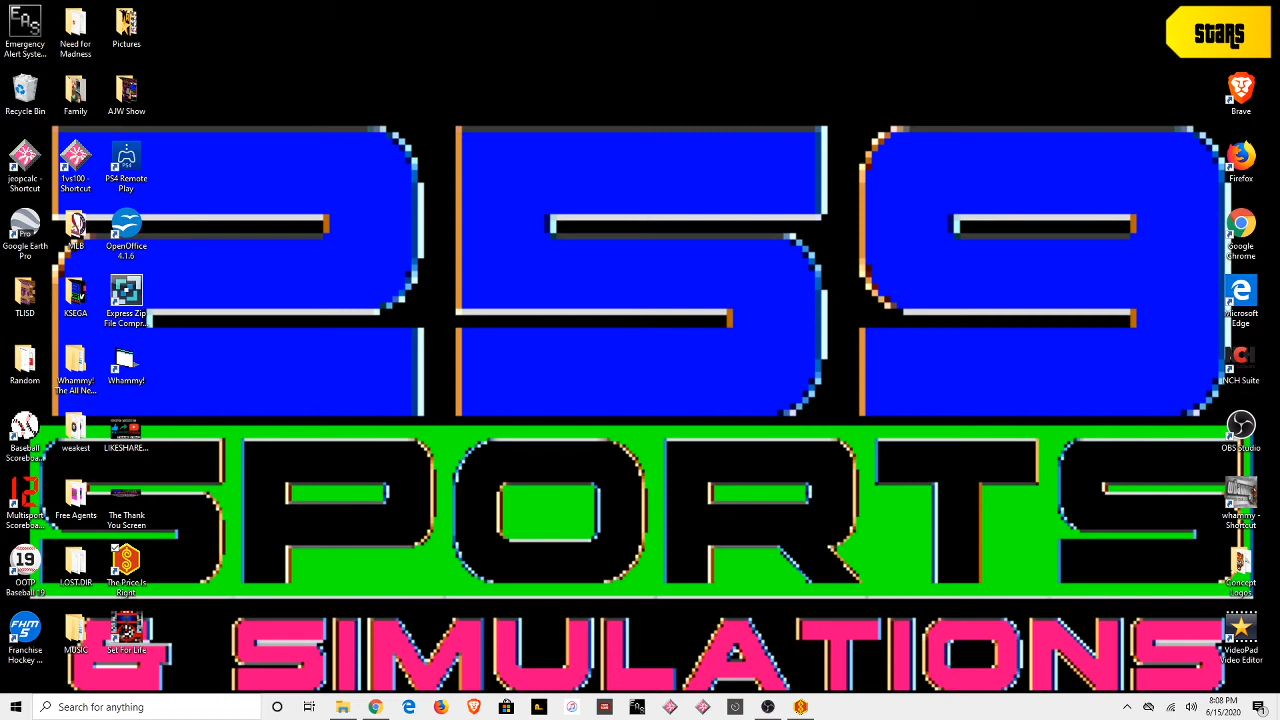 Emergency
Alert Syste...
Need for
Madness
Pictures
STARS
Recycle Bin
Family
AJW Show
Brave
jeopcalc -
Shortcut
1vs100 -
Shortcut
PS4 Remote
Play
Firefox
Google Earth
Pro
MLB
OpenOffice
4.1.6
Google
Chrome
TLISD
KSEGA
Express Zip
File Compr...
Microsoft
Edge
Random
Whammy!
The All Ne...
Whammy!
NCH Suite
259
Baseball
Scoreboa...
weakest
LIKESHARE...
OBS Studio
Multisport
Scoreboa...
Free Agents
The Thank
You Screen
whammy -
Shortcut
SPORTS
OOTP
Baseball 19
LOST.DIR
The Price Is
Right
Concept
Logos
Franchise
Hockey ...
MUSIC
Set For Life
VideoPad
Video Editor
& SIMULATIONS
Search for anything
8:08 PM
6/15/2020